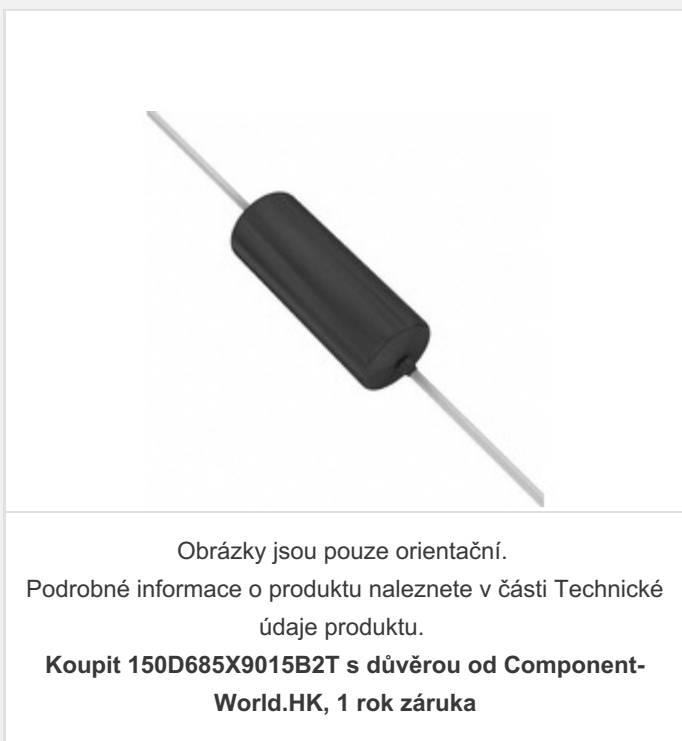 Obrázky jsou pouze orientační.
Podrobné informace o produktu naleznete v části Technické
údaje produktu.
Koupit 150D685X9015B2T s důvěrou od Component-
World.HK, 1 rok záruka